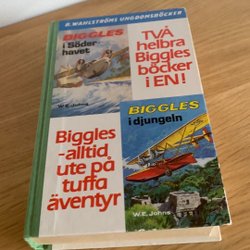 B. WAHLSTRÖMS UNGDOMSBÖCKER
BIGGLES
i Söder-
havet
W.E. Johns
TVÅ
helbra
Biggles
böcker
i EN!
BIGGLES
i djungeln
W.E. Johns
Biggles
-alltid
ute på
tuffa
äventyr